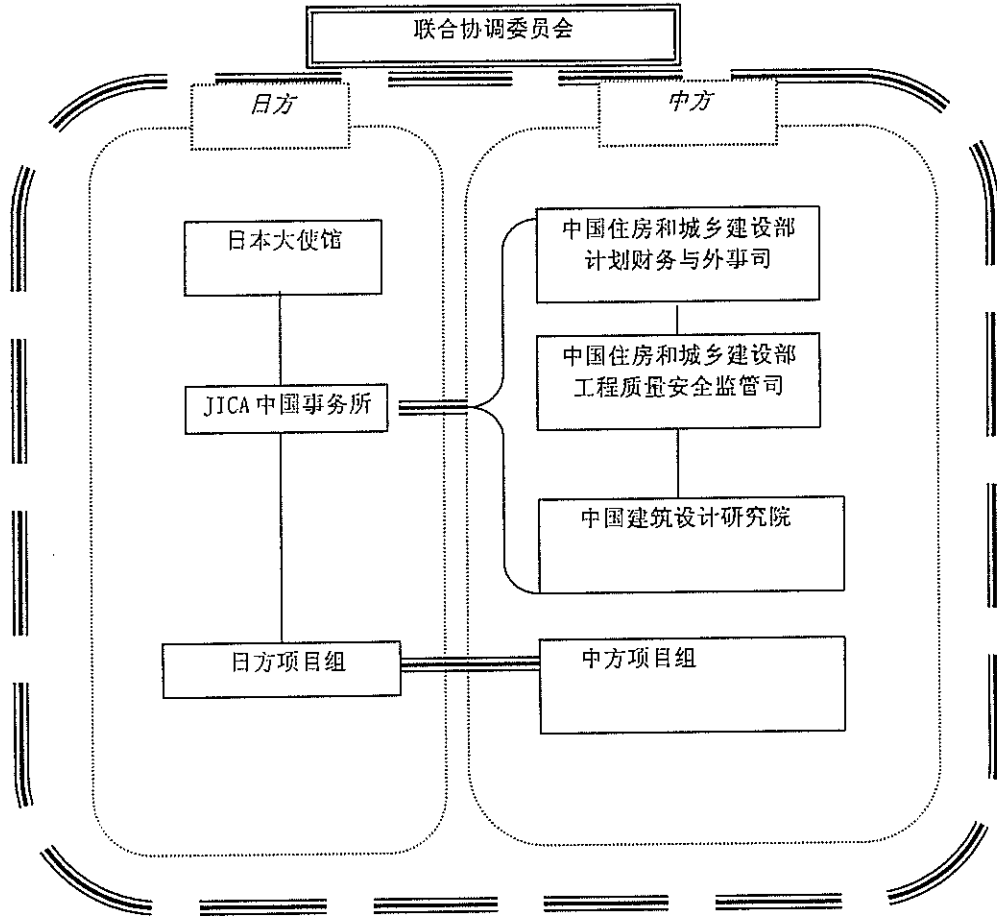 联合协调委员会
日方
中方
日本大使馆
JICA 中国事务所
日方项目组
中国住房和城乡建设部
计划财务与外事司
中国住房和城乡建设部
工程质量安全监管司
中国建筑设计研究院
中方项目组